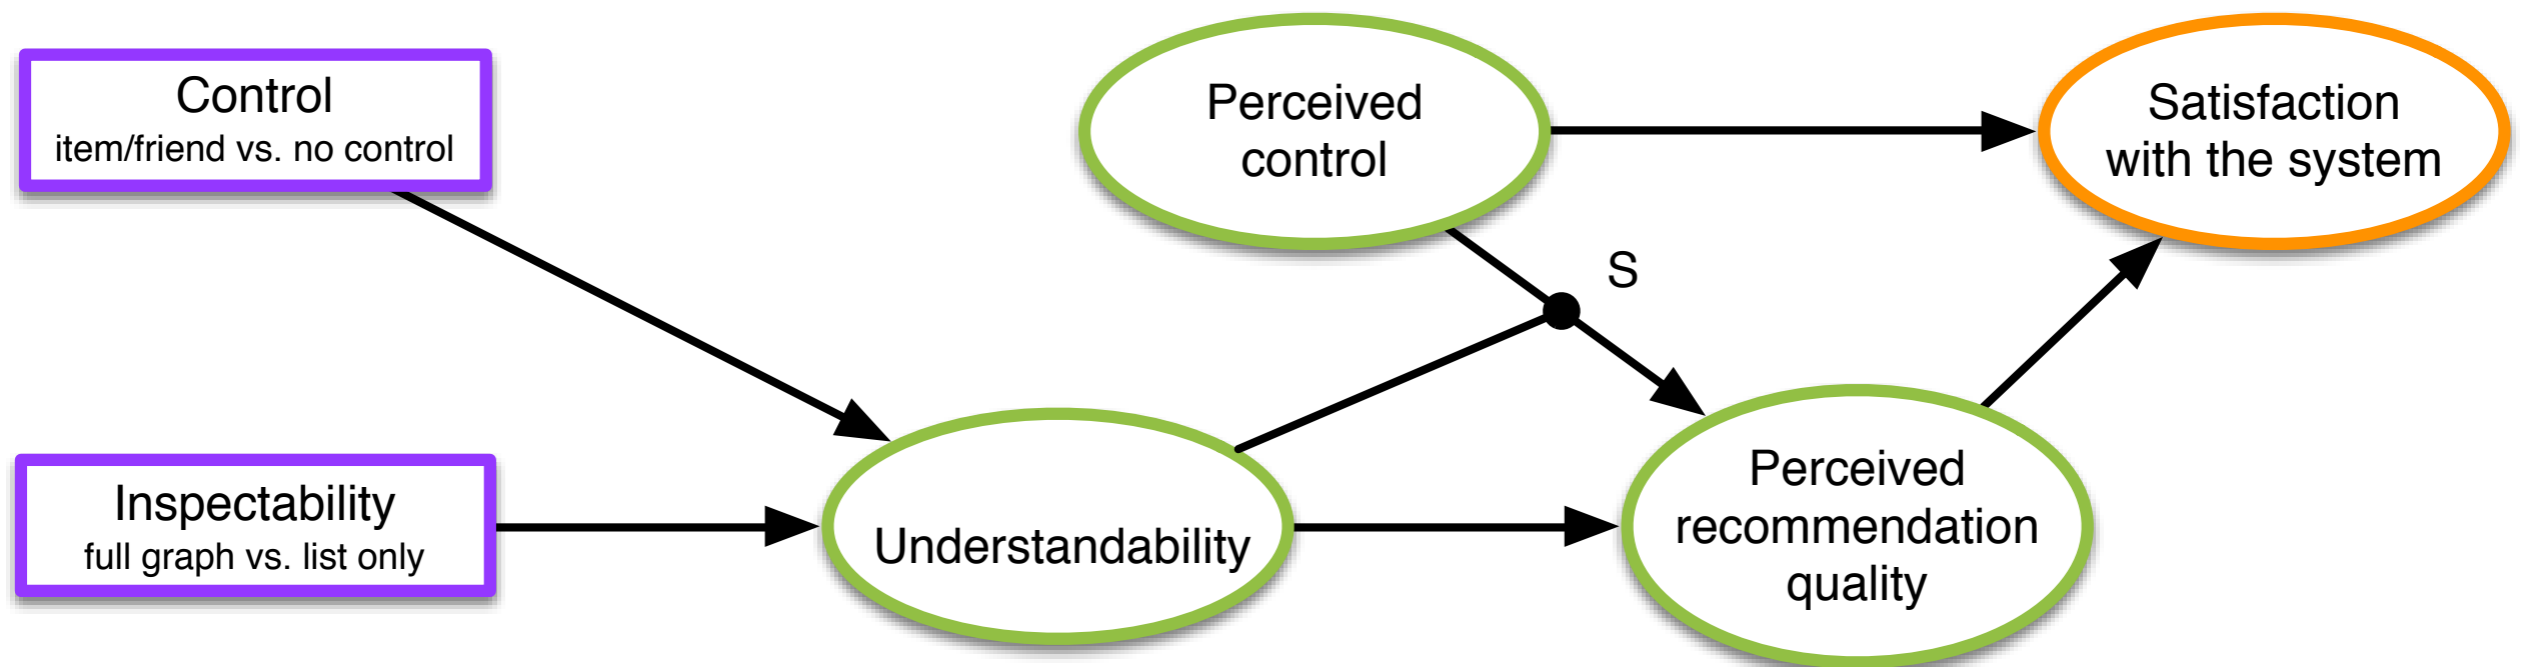 Control
item/friend vs. no control
Perceived
control
Satisfaction
with the system
S
Inspectability
full graph vs. list only
Understandability
Perceived
recommendation
quality